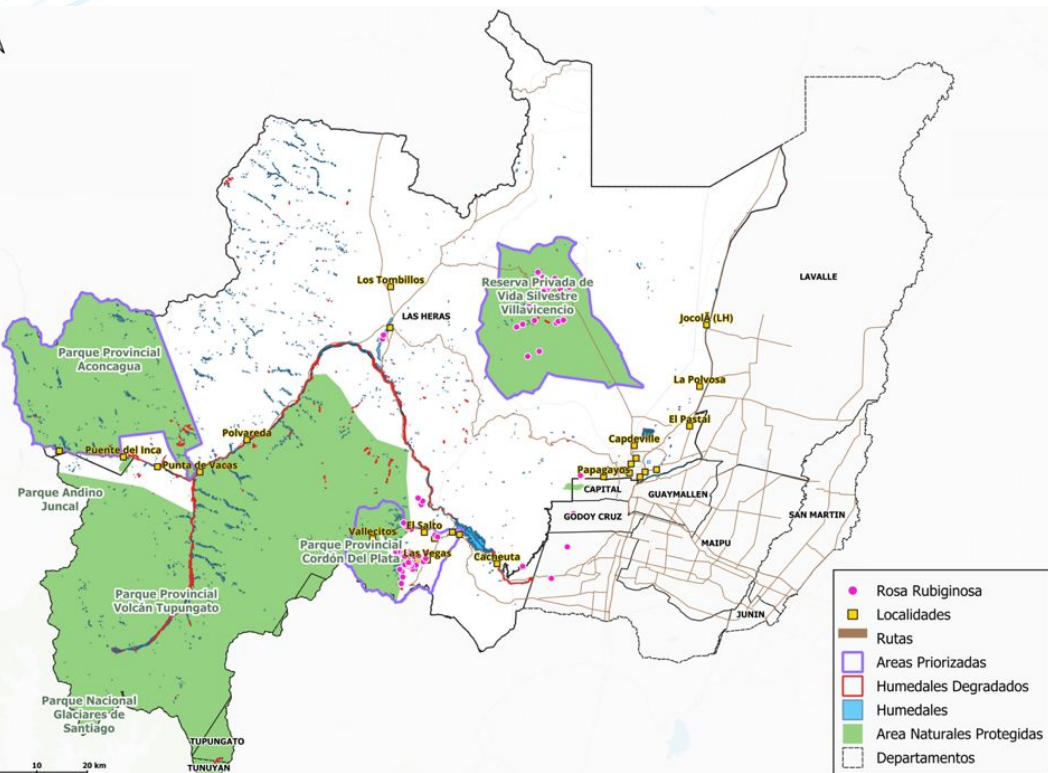 Los Tombillos
LAS HERAS
Reserva Privada de
Vida Silvestre
Villavicencio
LAVALLE
JocolÃ (LH)
Parque Provincial
Aconcagua
La Polvosa
El Pastal
Polvareda
Capdeville
Puente del Inca
Punta de Vacas
Papagayos
Parque Andino
Juncal
CAPITAL
GUAYMALLEN
GODOY CRUZ
SAN MARTIN
Vallecitos
El Salto
Parque Provincial
Cordón Del Plata
Las Vegas
Cacheuta
MAIPU
Parque Provincial
Volcán Tupungato
JUNIN
Parque Nacional
Glaciares de
Santiago
TUPUNGATO
TUNUYAN
10 20 km
Rosa Rubiginosa
Localidades
Rutas
Areas Priorizadas
Humedales Degradados
Humedales
Area Naturales Protegidas
Departamentos